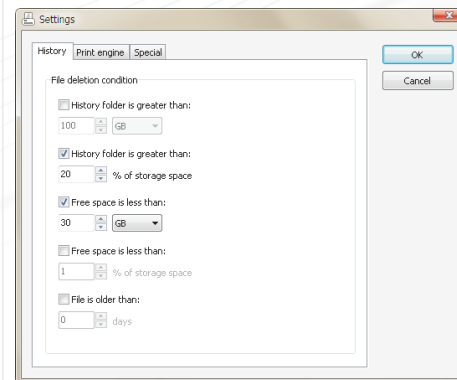 Settings
History Print engine Special
OK
Cancel
File deletion condition
History folder is greater than:
100 GB
History folder is greater than:
20 % of storage space
Free space is less than:
30 GB
Free space is less than:
1 % of storage space
File is older than:
0 days